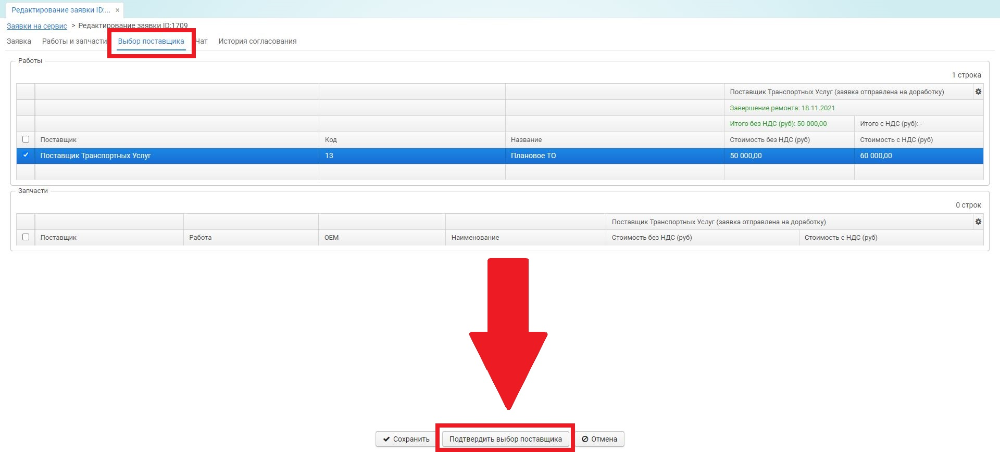 Редактирование заявки ID:... ×
Заявки на сервис > Редактирование заявки ID:1709
Заявка Работы и запчасти Выбор поставщика Чат История согласования
Работы
1 строка
Поставщик Транспортных Услуг (заявка отправлена на доработку)
Завершение ремонта: 18.11.2021
Итого без НДС (руб): 50 000,00 Итого с НДС (руб): -
Поставщик Код Название Стоимость без НДС (руб) Стоимость с НДС (руб)
Поставщик Транспортных Услуг 13 Плановое ТО 50 000,00 60 000,00
Запчасти
0 строк
Поставщик Транспортных Услуг (заявка отправлена на доработку)
Поставщик Работа OEM Наименование Стоимость без НДС (руб) Стоимость с НДС (руб)
Сохранить Подтвердить выбор поставщика Отмена